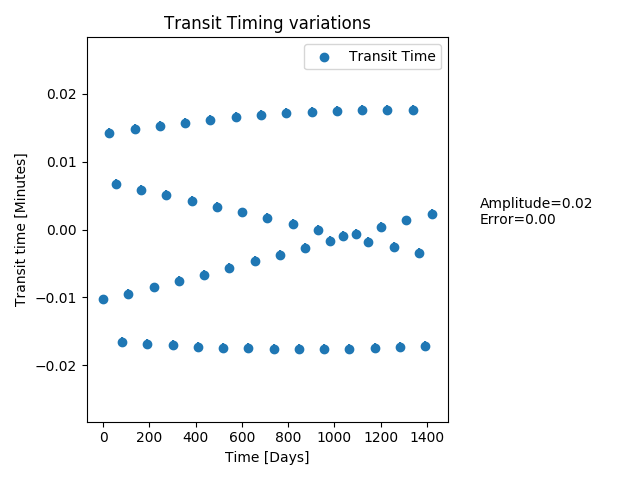 Transit Timing variations
Transit Time
0.02
0.01
0.00
−0.01
−0.02
Transit time [Minutes]
Amplitude=0.02
Error=0.00
0 200 400 600 800 1000 1200 1400
Time [Days]